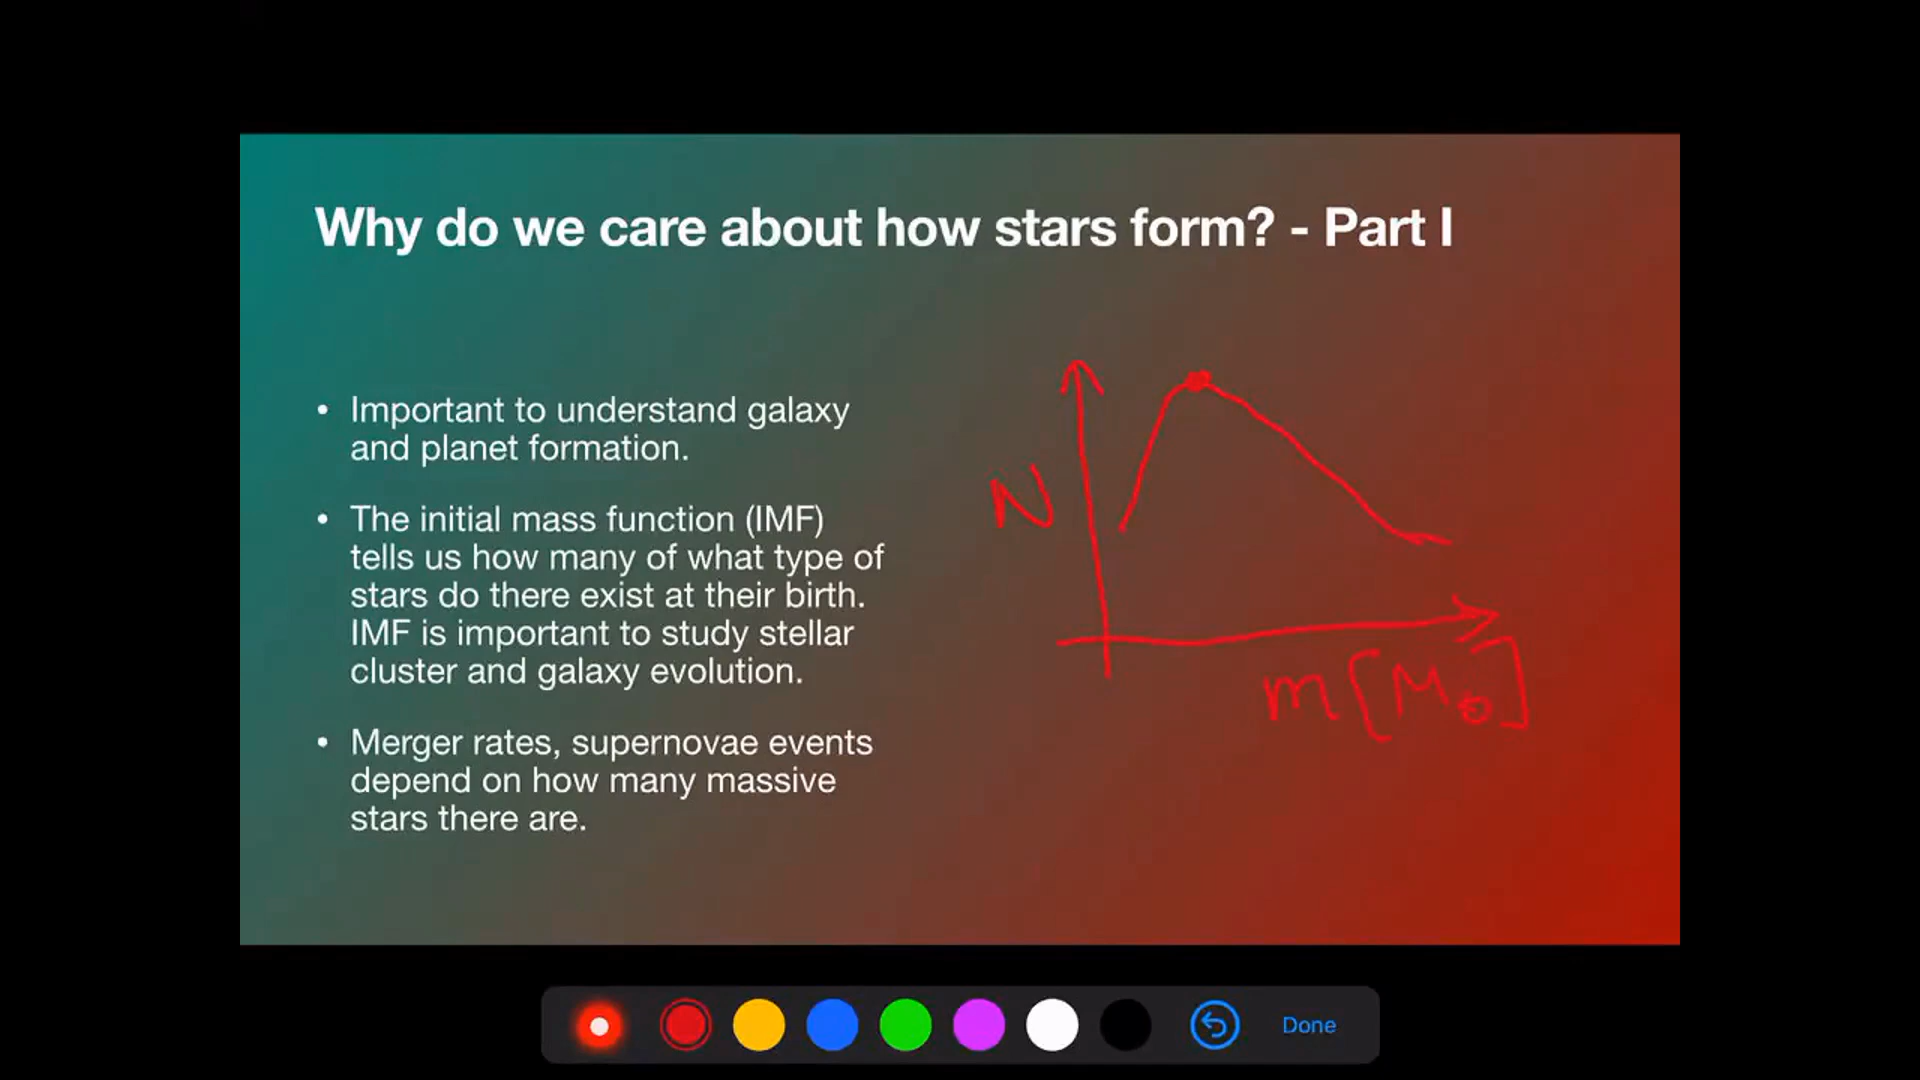 Why do we care about how stars form? - Part I
• Important to understand galaxy
and planet formation.
• The initial mass function (IMF)
tells us how many of what type of
stars do there exist at their birth.
IMF is important to study stellar
cluster and galaxy evolution.
• Merger rates, supernovae events
depend on how many massive
stars there are.
N
m [M⊙]
Done